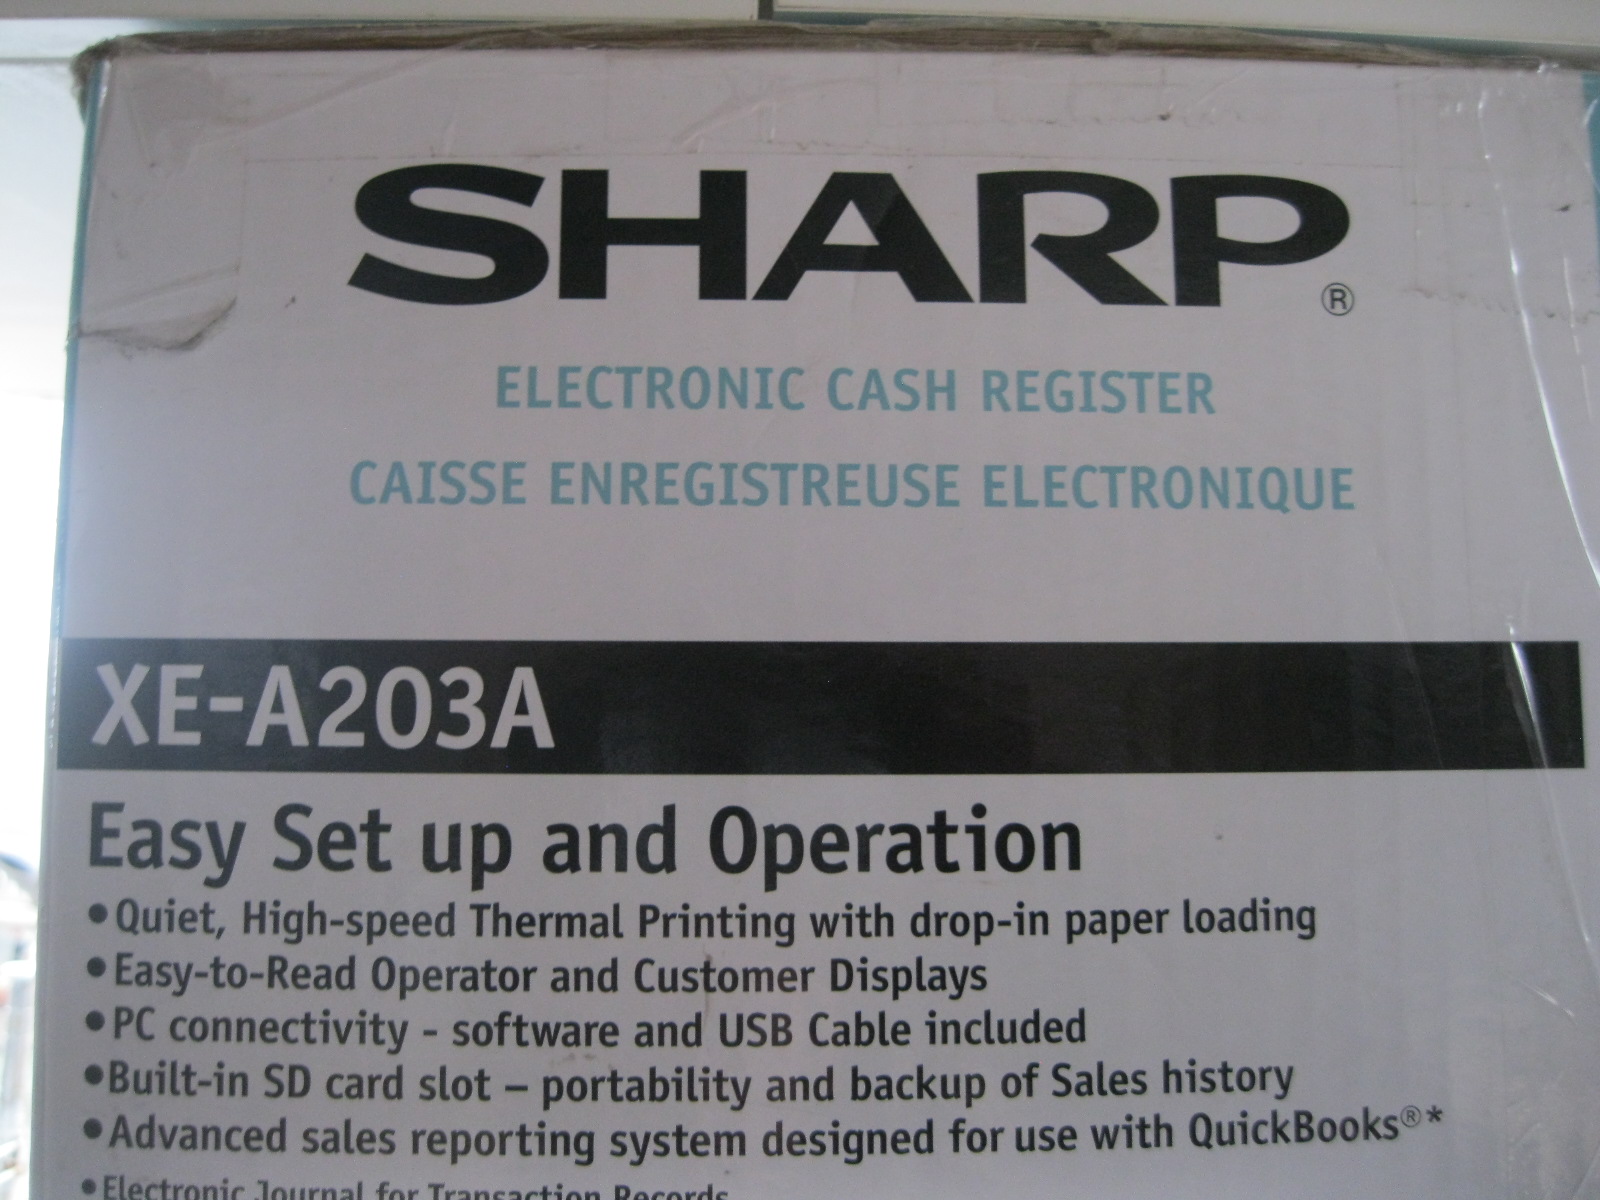 SHARP®
ELECTRONIC CASH REGISTER
CAISSE ENREGISTREUSE ELECTRONIQUE
XE-A203A
Easy Set up and Operation
•Quiet, High-speed Thermal Printing with drop-in paper loading
•Easy-to-Read Operator and Customer Displays
•PC connectivity - software and USB Cable included
•Built-in SD card slot – portability and backup of Sales history
•Advanced sales reporting system designed for use with QuickBooks®*
•Electronic Journal for Transaction Records